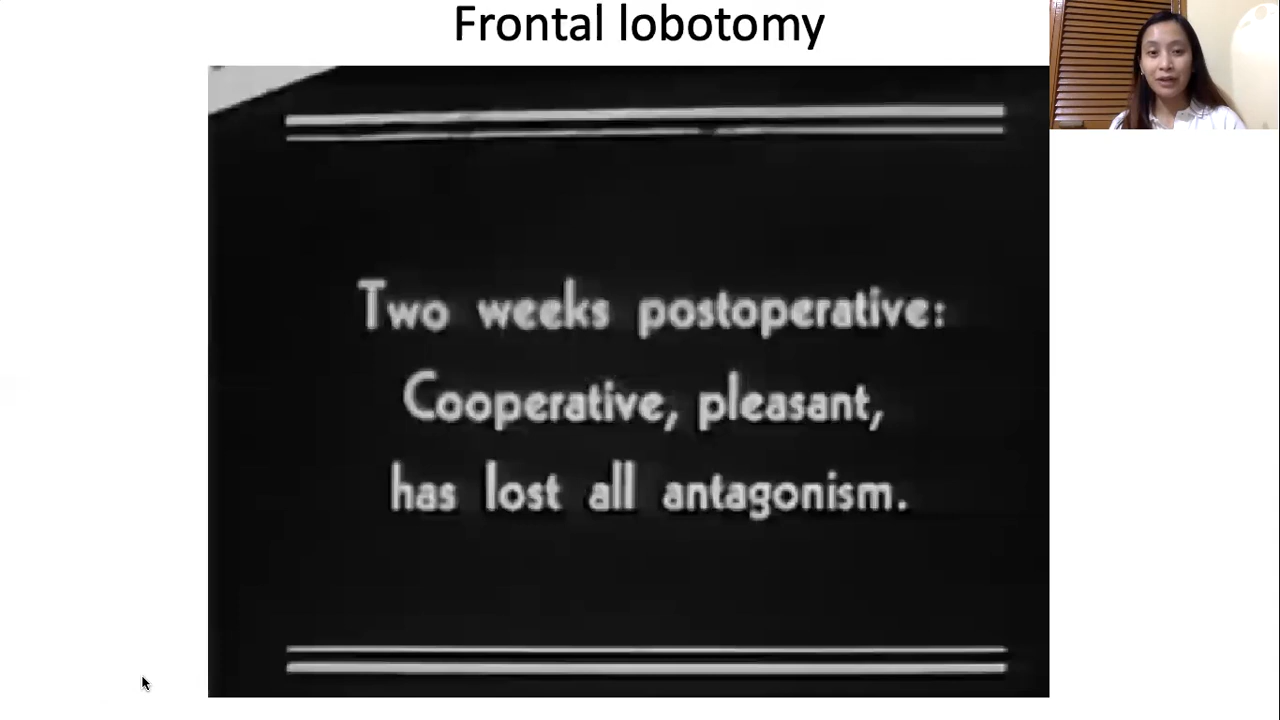 Frontal lobotomy
Two weeks postoperative:
Cooperative, pleasant,
has lost all antagonism.